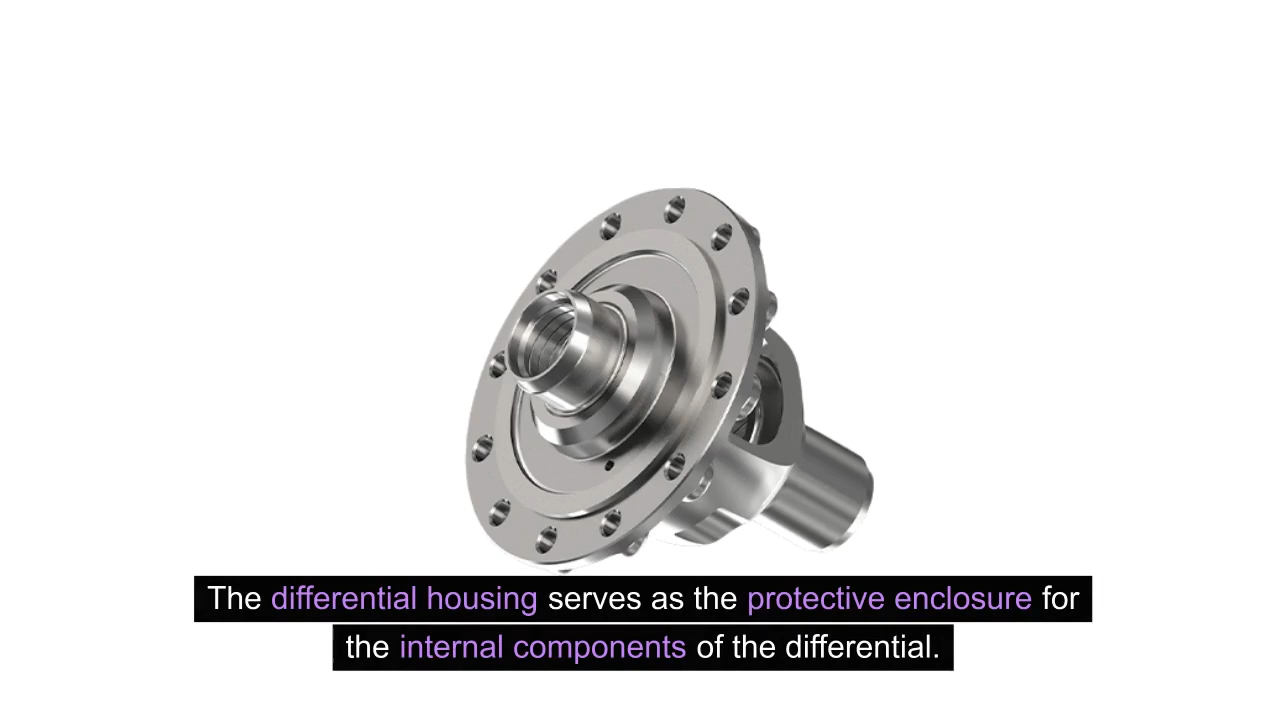 The differential housing serves as the protective enclosure for
the internal components of the differential.